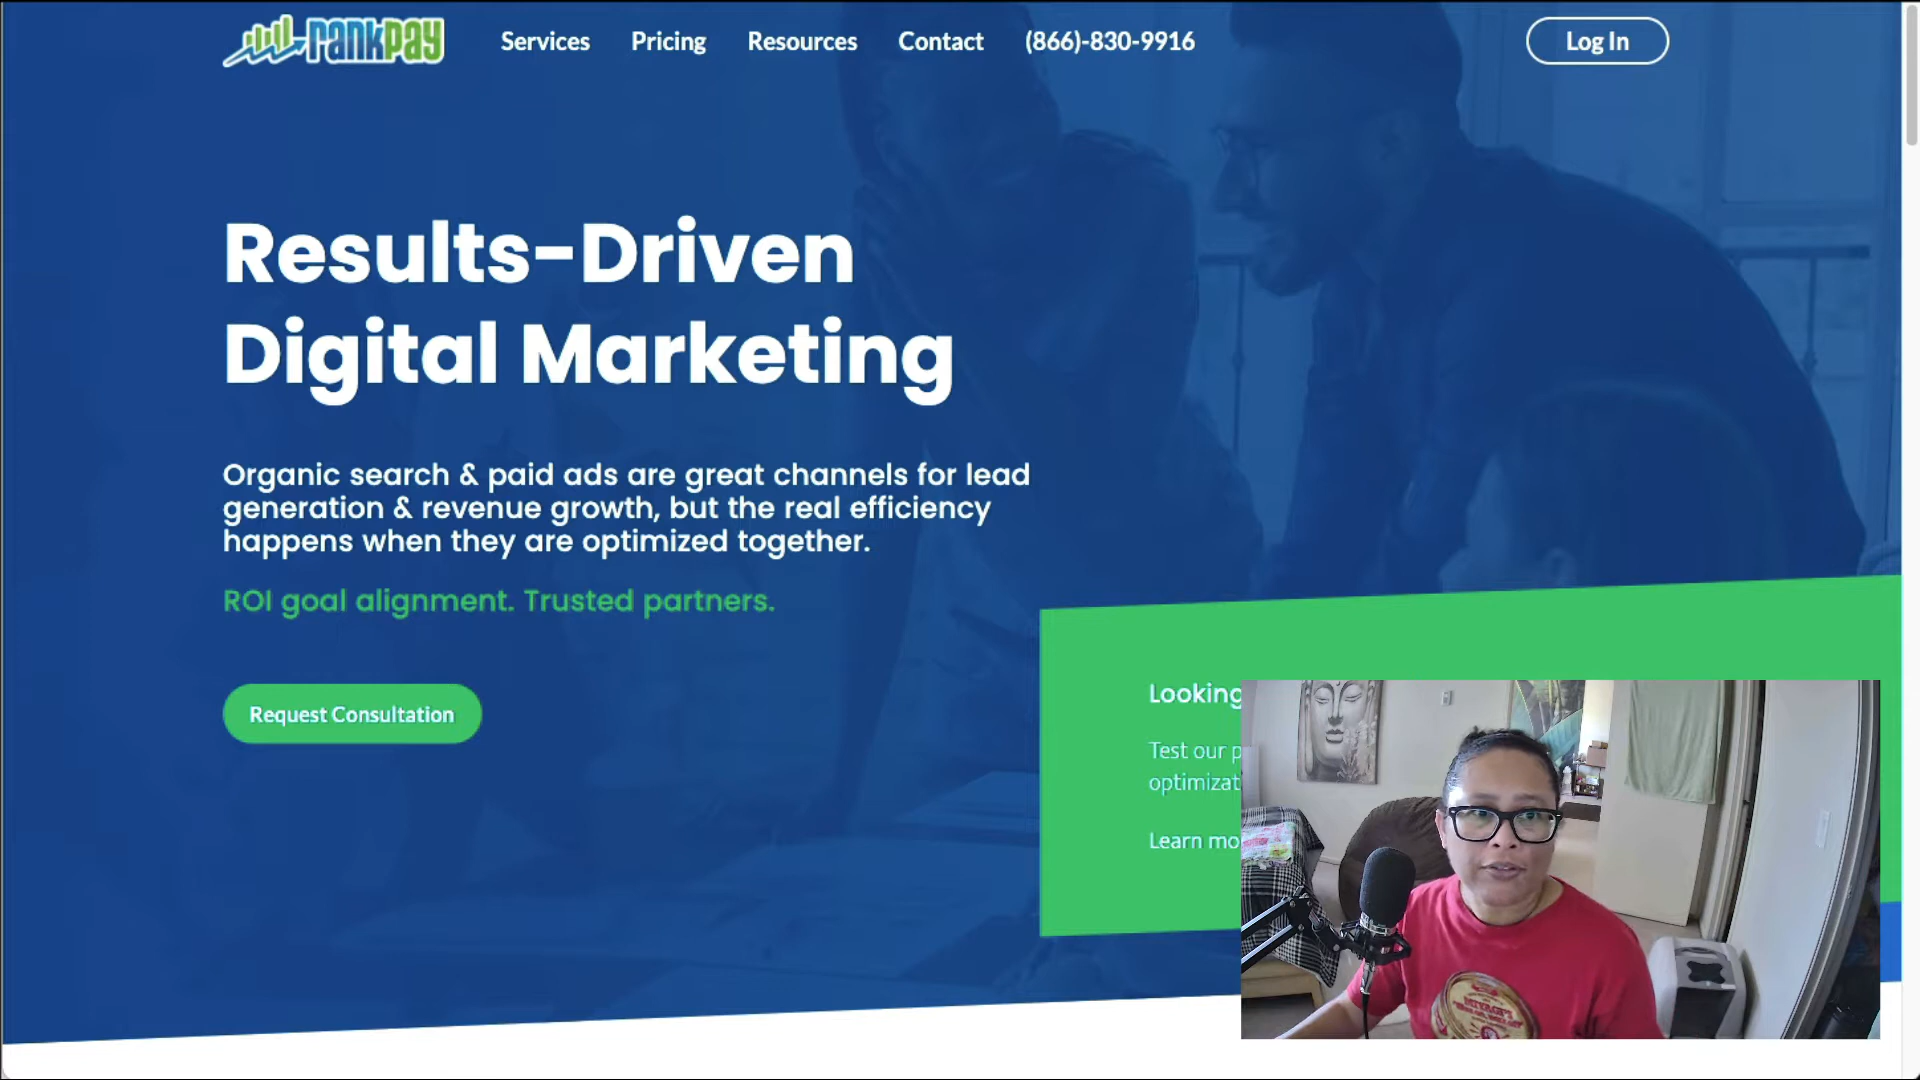 rankpay
Services
Pricing
Resources
Contact
(866)-830-9916
Log In
Results-Driven
Digital Marketing
Organic search & paid ads are great channels for lead
generation & revenue growth, but the real efficiency
happens when they are optimized together.
ROI goal alignment. Trusted partners.
Request Consultation
Looking
Test our
Learn